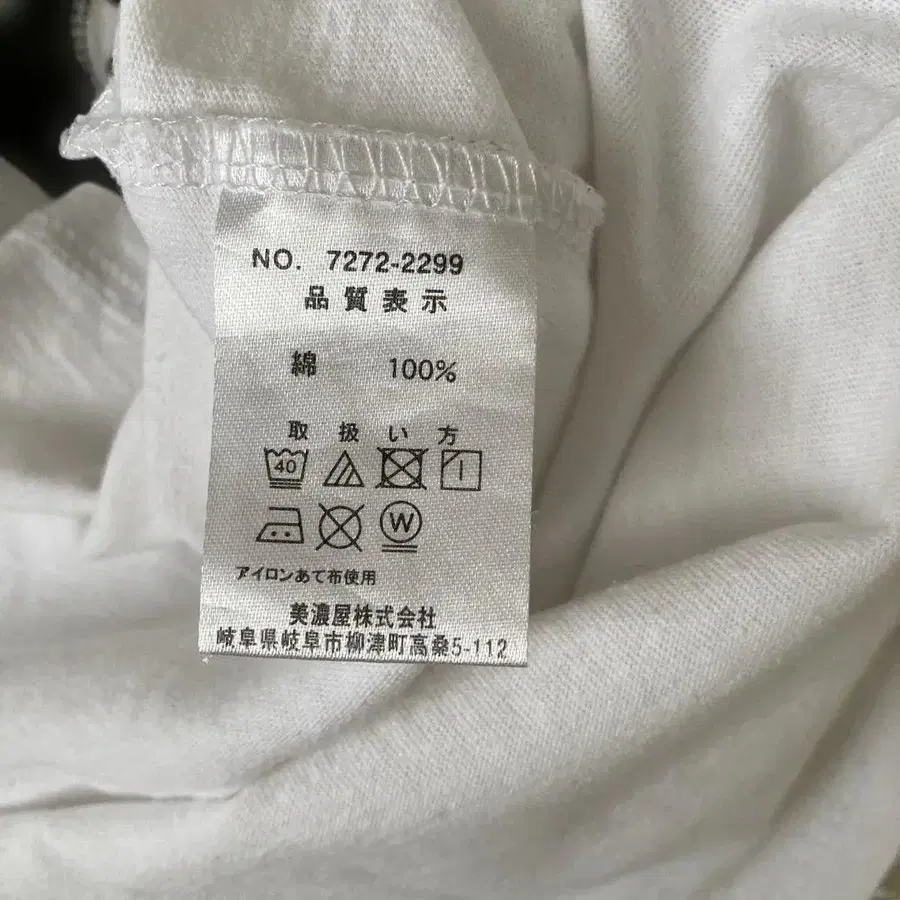 NO. 7272-2299
品質表示
綿 100%
取扱い方
40
W
アイロンあて布使用
美濃屋株式会社
岐阜県岐阜市柳津町高桑5-112